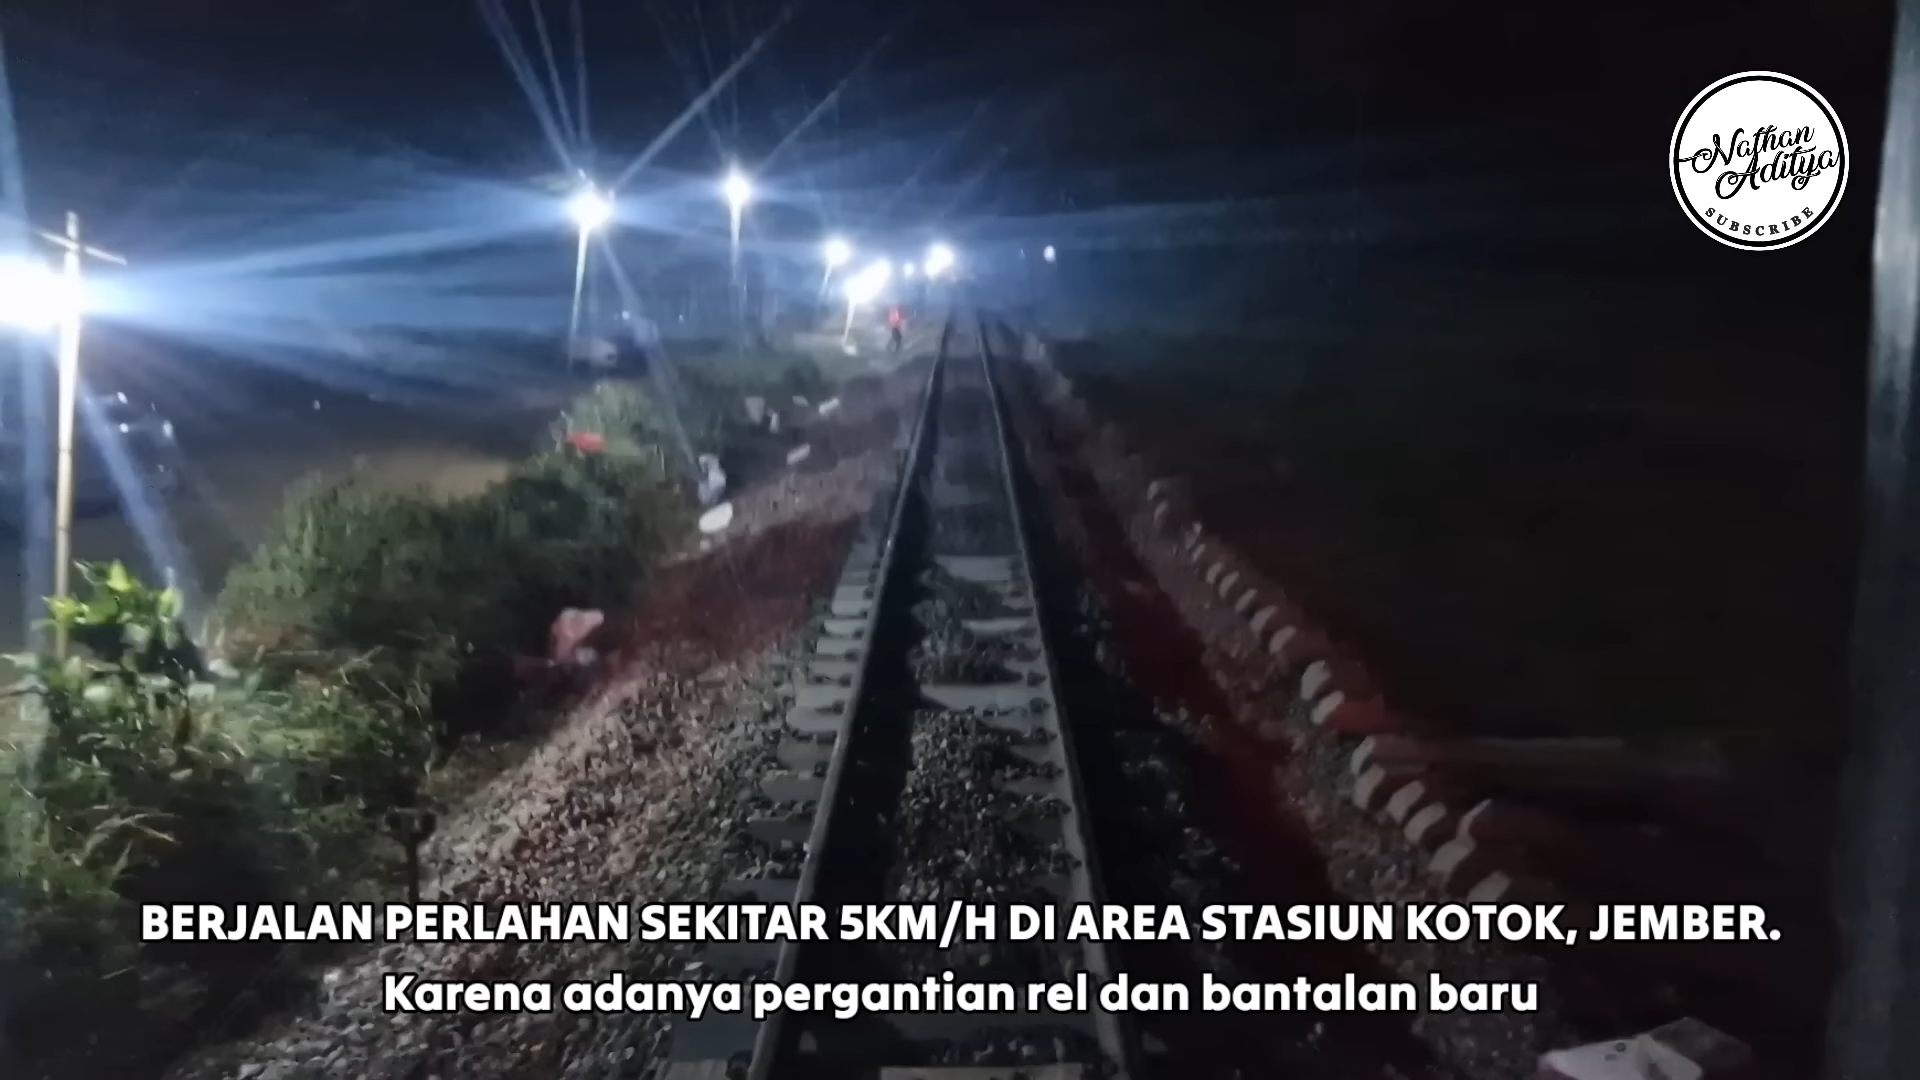 Nathan
Aditya
SUBSCRIBE
BERJALAN PERLAHAN SEKITAR 5KM/H DI AREA STASIUN KOTOK, JEMBER.
Karena adanya pergantian rel dan bantalan baru